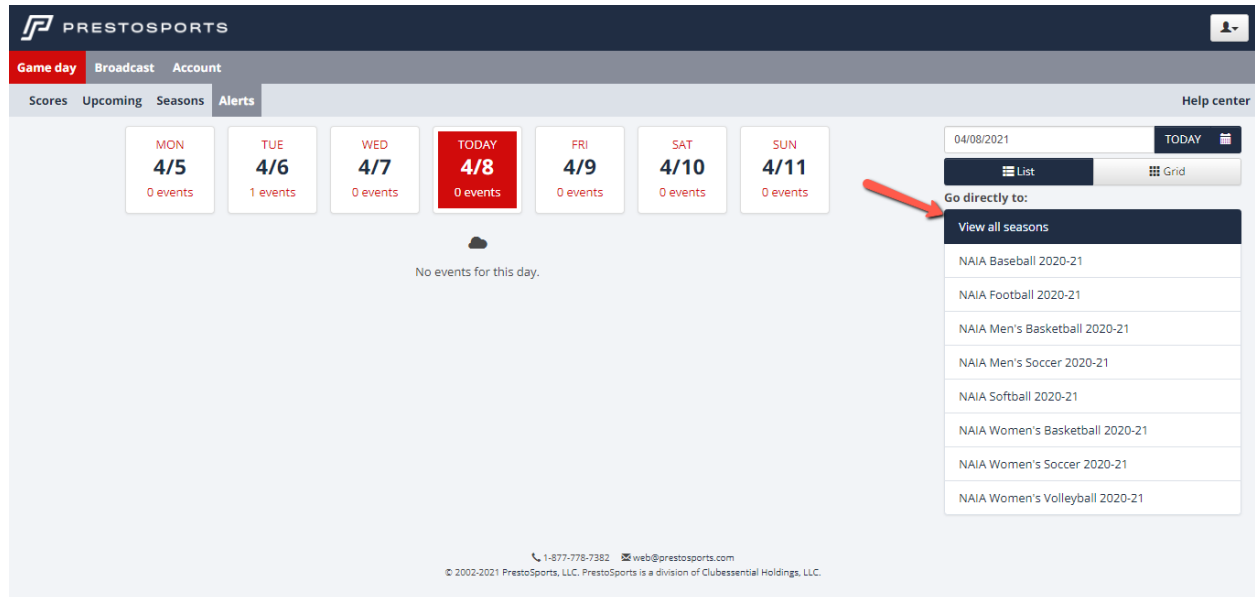 PRESTOSPORTS
Game day Broadcast Account
Scores Upcoming Seasons Alerts Help center
MON
4/5
0 events
TUE
4/6
1 events
WED
4/7
0 events
TODAY
4/8
0 events
FRI
4/9
0 events
SAT
4/10
0 events
SUN
4/11
0 events
No events for this day.
04/08/2021 TODAY
List Grid
Go directly to:
View all seasons
NAIA Baseball 2020-21
NAIA Football 2020-21
NAIA Men's Basketball 2020-21
NAIA Men's Soccer 2020-21
NAIA Softball 2020-21
NAIA Women's Basketball 2020-21
NAIA Women's Soccer 2020-21
NAIA Women's Volleyball 2020-21
1-877-778-7382 web@prestosports.com
© 2002-2021 PrestoSports, LLC. PrestoSports is a division of Clubessential Holdings, LLC.